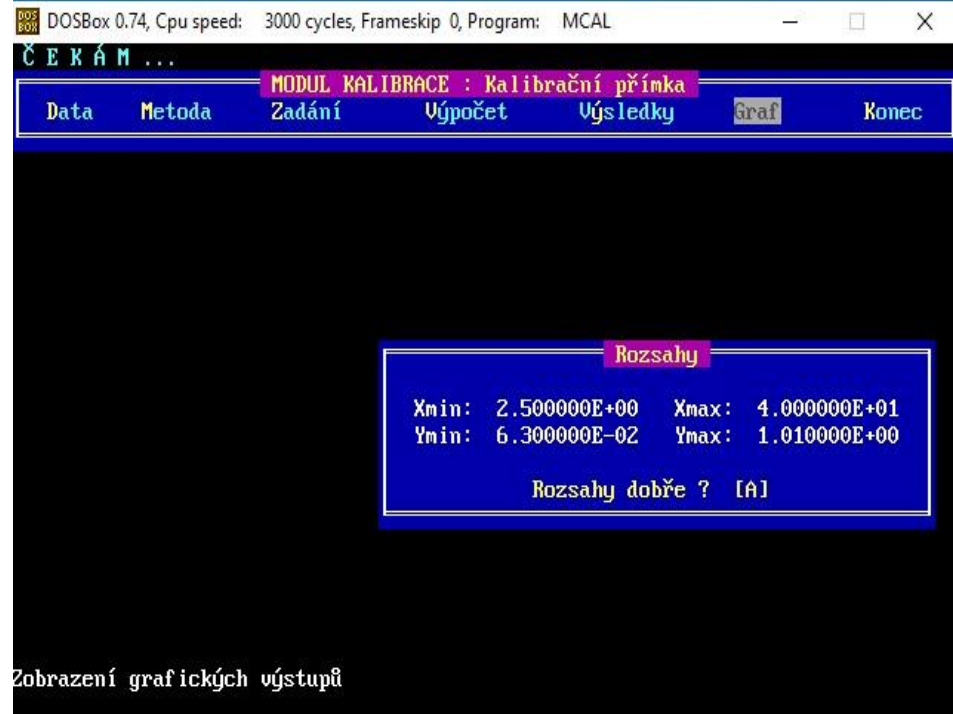 DOS BOX DOSBox 0.74, Cpu speed: 3000 cycles, Frameskip 0, Program: MCAL
Č E K Á M ...
MODUL KALIBRACE : Kalibrační přímka
Data Metoda Zadání Výpočet Výsledky Graf Konec
Rozsahy
Xmin: 2.500000E+00 Xmax: 4.000000E+01
Ymin: 6.300000E-02 Ymax: 1.010000E+00
Rozsahy dobře ? [A]
Zobrazení grafických výstupů